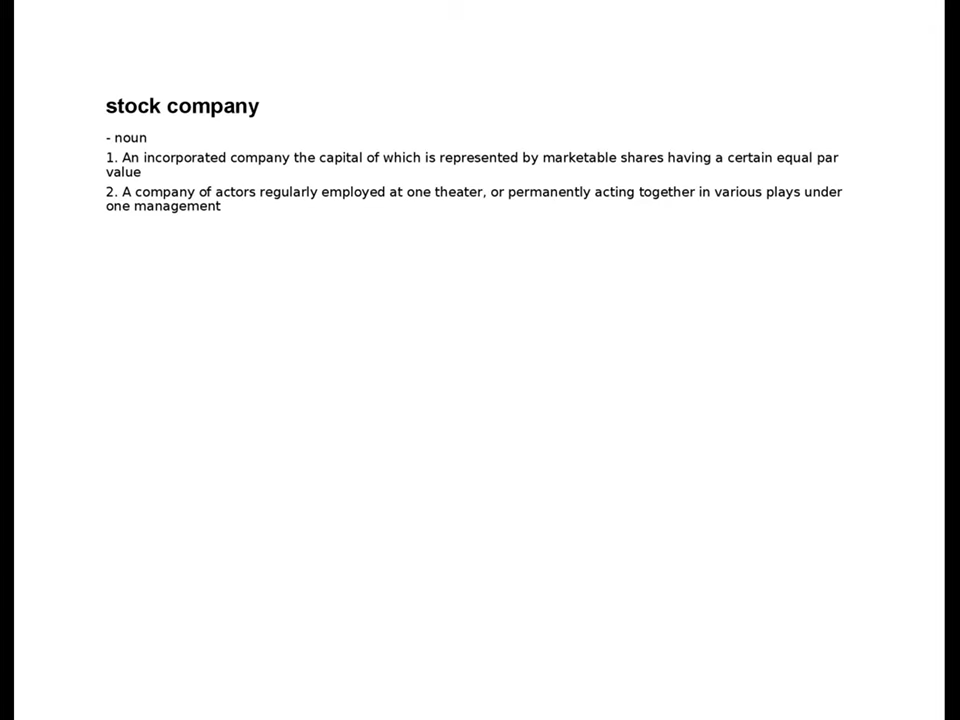 stock company
- noun
1. An incorporated company the capital of which is represented by marketable shares having a certain equal par
value
2. A company of actors regularly employed at one theater, or permanently acting together in various plays under
one management